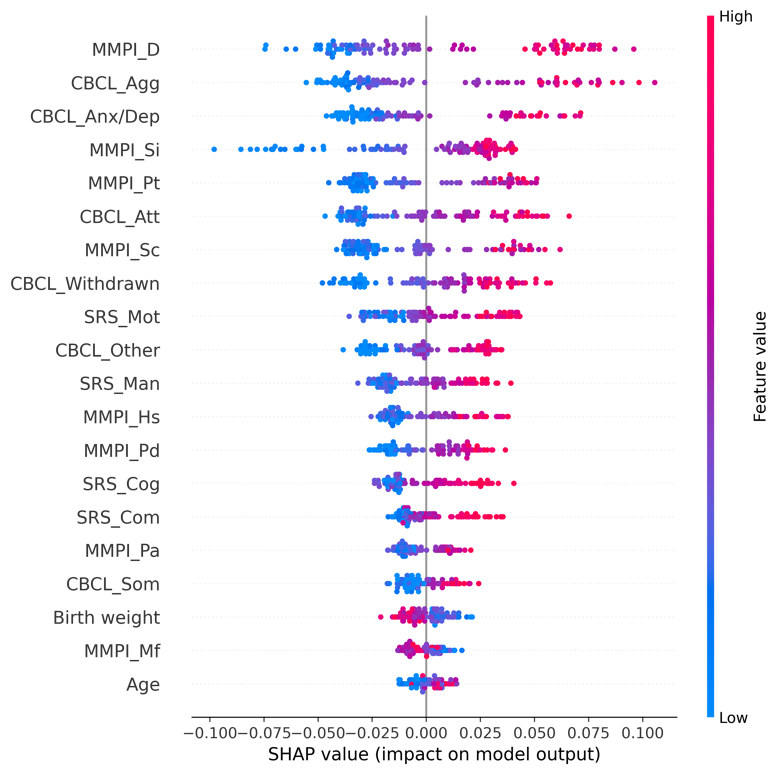 High
MMPI_D
CBCL_Agg
CBCL_Anx/Dep
MMPI_Si
MMPI_Pt
CBCL_Att
MMPI_Sc
CBCL_Withdrawn
SRS_Mot
CBCL_Other
SRS_Man
MMPI_Hs
MMPI_Pd
SRS_Cog
SRS_Com
MMPI_Pa
CBCL_Som
Birth weight
MMPI_Mf
Age
Feature value
Low
−0.100 −0.075 −0.050 −0.025 0.000 0.025 0.050 0.075 0.100
SHAP value (impact on model output)